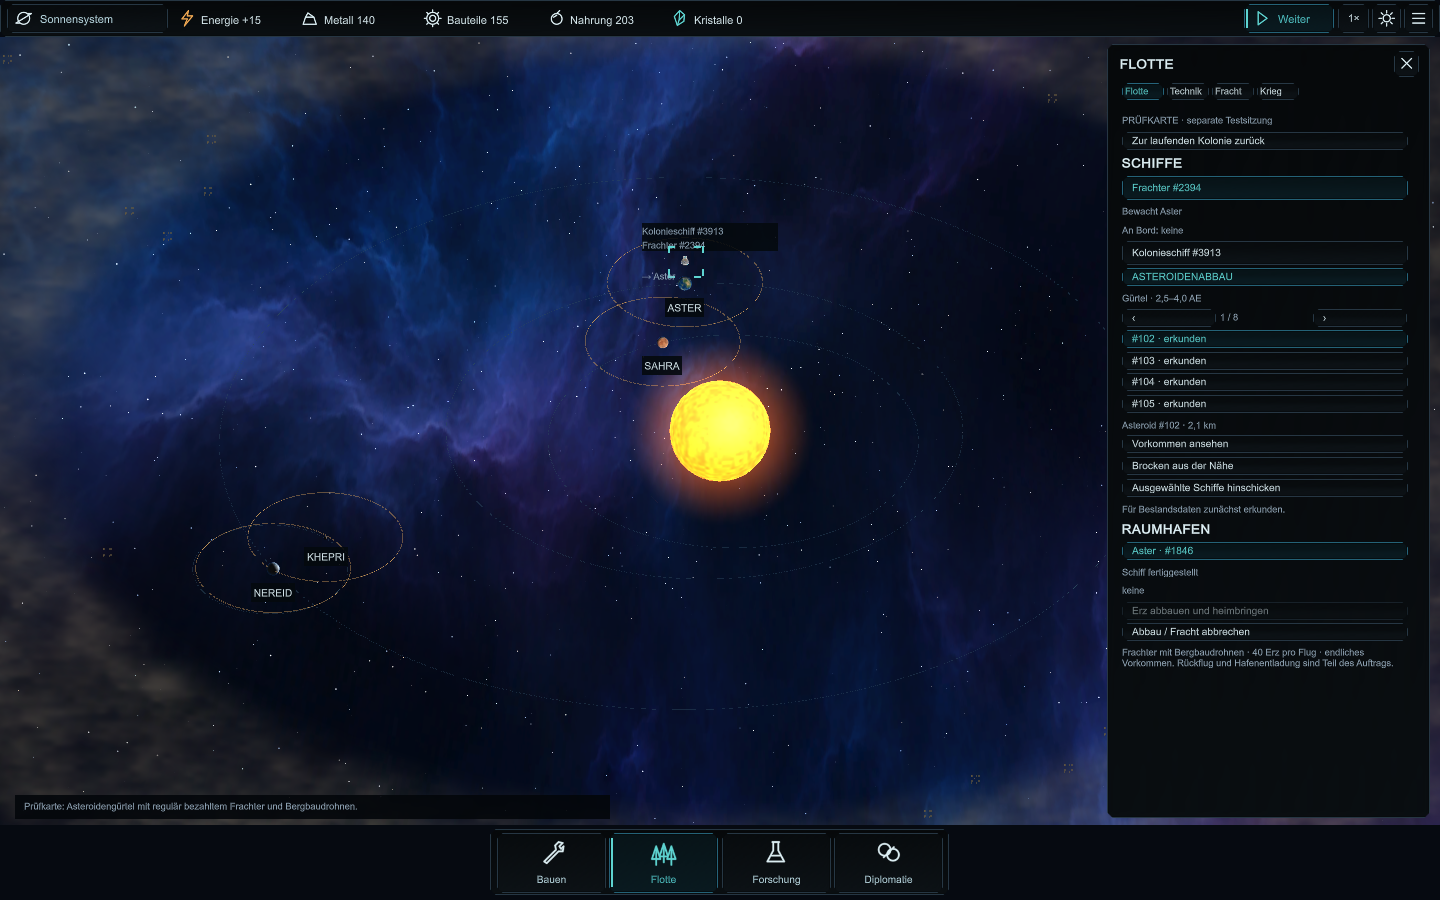 Sonnensystem
Energie +15
Metall 140
Bauteile 155
Nahrung 203
Kristalle 0
Weiter
1×
FLOTTE
Flotte
Technik
Fracht
Krieg
PRÜFKARTE · separate Testsitzung
Zur laufenden Kolonie zurück
SCHIFFE
Frachter #2394
Bewacht Aster
An Bord: keine
Kolonieschiff #3913
ASTEROIDENABBAU
Gürtel · 2,5–4,0 AE
‹ 1 / 8 ›
#102 · erkunden
#103 · erkunden
#104 · erkunden
#105 · erkunden
Asteroid #102 · 2,1 km
Vorkommen ansehen
Brocken aus der Nähe
Ausgewählte Schiffe hinschicken
Für Bestandsdaten zunächst erkunden.
RAUMHAFEN
Aster · #1846
Schiff fertiggestellt
keine
Erz abbauen und heimbringen
Abbau / Fracht abbrechen
Frachter mit Bergbaudrohnen · 40 Erz pro Flug · endliches
Vorkommen. Rückflug und Hafenentladung sind Teil des Auftrags.
Kolonieschiff #3913
Frachter #2394
→ Aster
ASTER
SAHRA
KHEPRI
NEREID
Prüfkarte: Asteroidengürtel mit regulär bezahltem Frachter und Bergbaudrohnen.
Bauen
Flotte
Forschung
Diplomatie